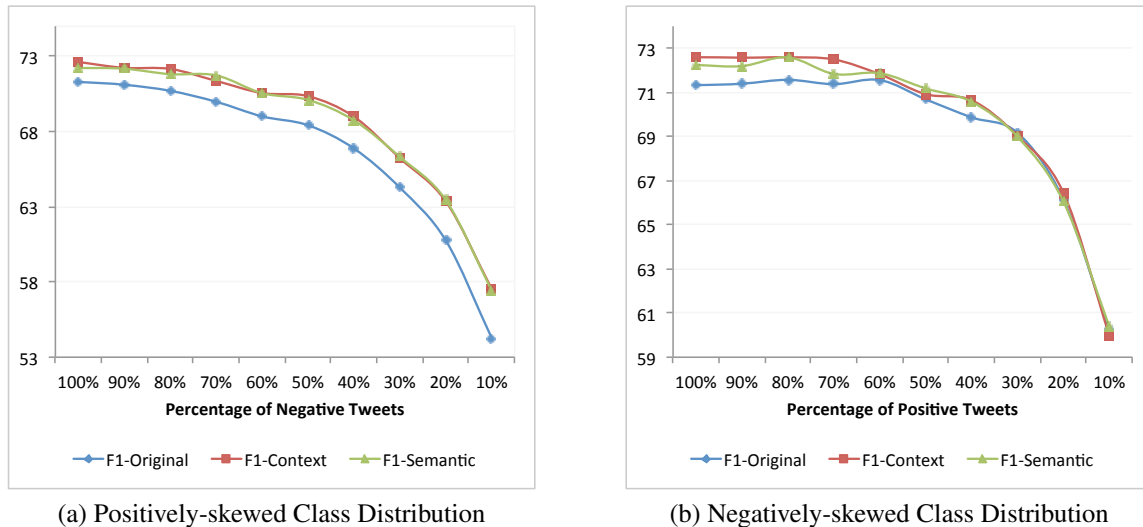 73
68
63
58
53
100% 90% 80% 70% 60% 50% 40% 30% 20% 10%
Percentage of Negative Tweets
F1-Original F1-Context F1-Semantic
(a) Positively-skewed Class Distribution
73
71
69
67
65
63
61
59
100% 90% 80% 70% 60% 50% 40% 30% 20% 10%
Percentage of Positive Tweets
F1-Original F1-Context F1-Semantic
(b) Negatively-skewed Class Distribution